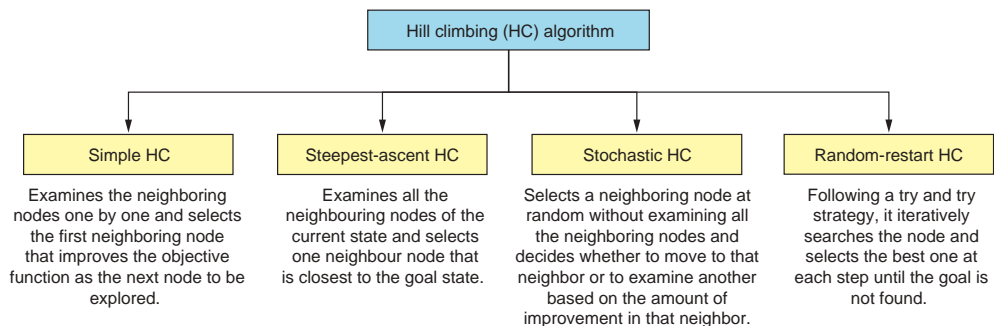 Hill climbing (HC) algorithm
Simple HC
Examines the neighboring
nodes one by one and selects
the first neighboring node
that improves the objective
function as the next node to be
explored.
Steepest-ascent HC
Examines all the
neighbouring nodes of the
current state and selects
one neighbour node that
is closest to the goal state.
Stochastic HC
Selects a neighboring node at
random without examining all
the neighboring nodes and
decides whether to move to that
neighbor or to examine another
based on the amount of
improvement in that neighbor.
Random-restart HC
Following a try and try
strategy, it iteratively
searches the node and
selects the best one at
each step until the goal is
not found.